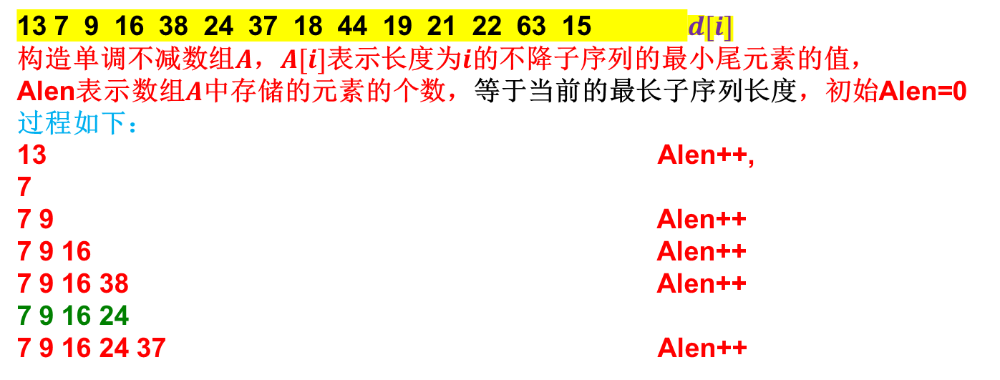 13 7 9 16 38 24 37 18 44 19 21 22 63 15 d[i]
构造单调不减数组A，A[i]表示长度为i的不降子序列的最小尾元素的值，
Alen表示数组A中存储的元素的个数，等于当前的最长子序列长度，初始Alen=0
过程如下：
13 Alen++,
7
7 9 Alen++
7 9 16 Alen++
7 9 16 38 Alen++
7 9 16 24
7 9 16 24 37 Alen++